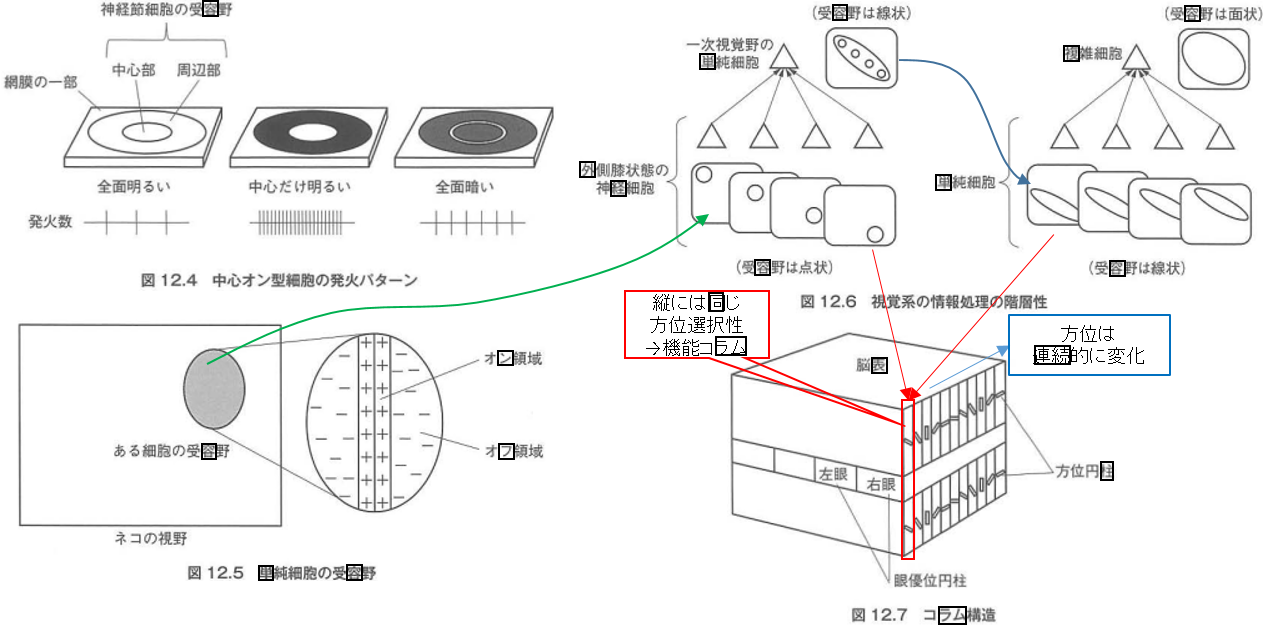 神経節細胞の受容野
中心部
周辺部
網膜の一部
全面明るい
中心だけ明るい
全面暗い
発火数
図 12.4 中心オン型細胞の発火パターン
オン領域
オフ領域
ある細胞の受容野
ネコの視野
図 12.5 単純細胞の受容野
(受容野は線状)
一次視覚野の
単純細胞
外側膝状態の
神経細胞
(受容野は点状)
(受容野は面状)
複雑細胞
単純細胞
(受容野は線状)
図 12.6 視覚系の情報処理の階層性
縦には同じ
方位選択性
→機能コラム
方位は
連続的に変化
脳表
左眼
右眼
方位円柱
眼優位円柱
図 12.7 コラム構造